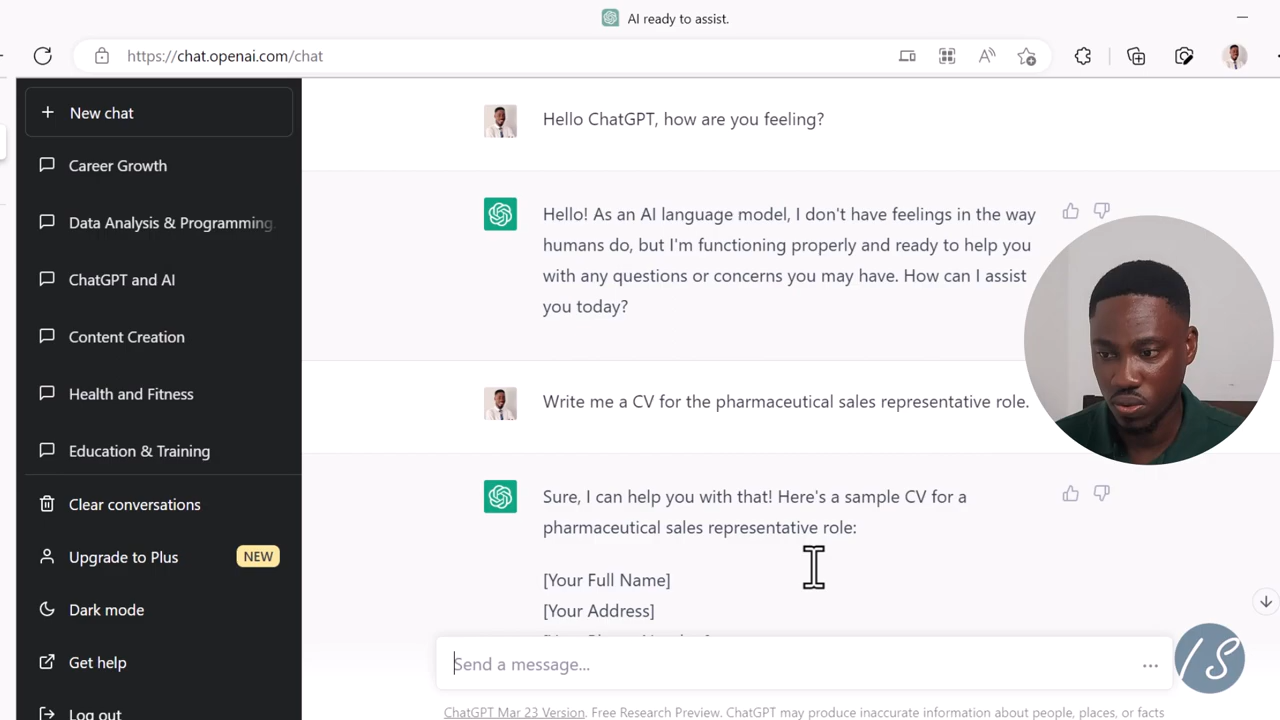 AI ready to assist.
https://chat.openai.com/chat
New chat
Career Growth
Data Analysis & Programming
ChatGPT and AI
Content Creation
Health and Fitness
Education & Training
Clear conversations
Upgrade to Plus NEW
Dark mode
Get help
Log out
Hello ChatGPT, how are you feeling?
Hello! As an AI language model, I don't have feelings in the way
humans do, but I'm functioning properly and ready to help you
with any questions or concerns you may have. How can I assist
you today?
Write me a CV for the pharmaceutical sales representative role.
Sure, I can help you with that! Here's a sample CV for a
pharmaceutical sales representative role:
[Your Full Name]
[Your Address]
Send a message...
ChatGPT Mar 23 Version. Free Research Preview. ChatGPT may produce inaccurate information about people, places, or facts